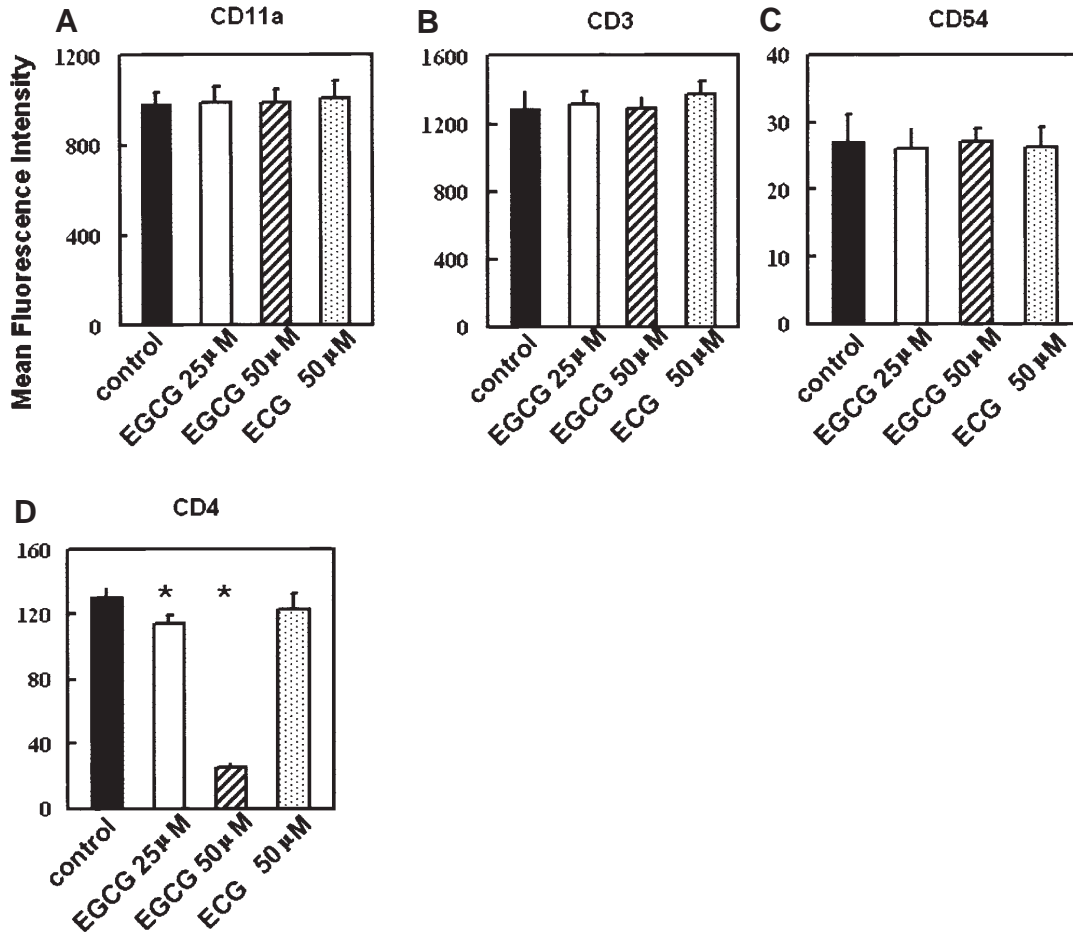 A CD11a
Mean Fluorescence Intensity
1200
800
400
0
control
EGCG 25μM
EGCG 50μM
ECG 50μM
B CD3
1600
1200
800
400
0
control
EGCG 25μM
EGCG 50μM
ECG 50μM
C CD54
40
30
20
10
0
control
EGCG 25μM
EGCG 50μM
ECG 50μM
D CD4
160
120
80
40
0
* *
control
EGCG 25μM
EGCG 50μM
ECG 50μM